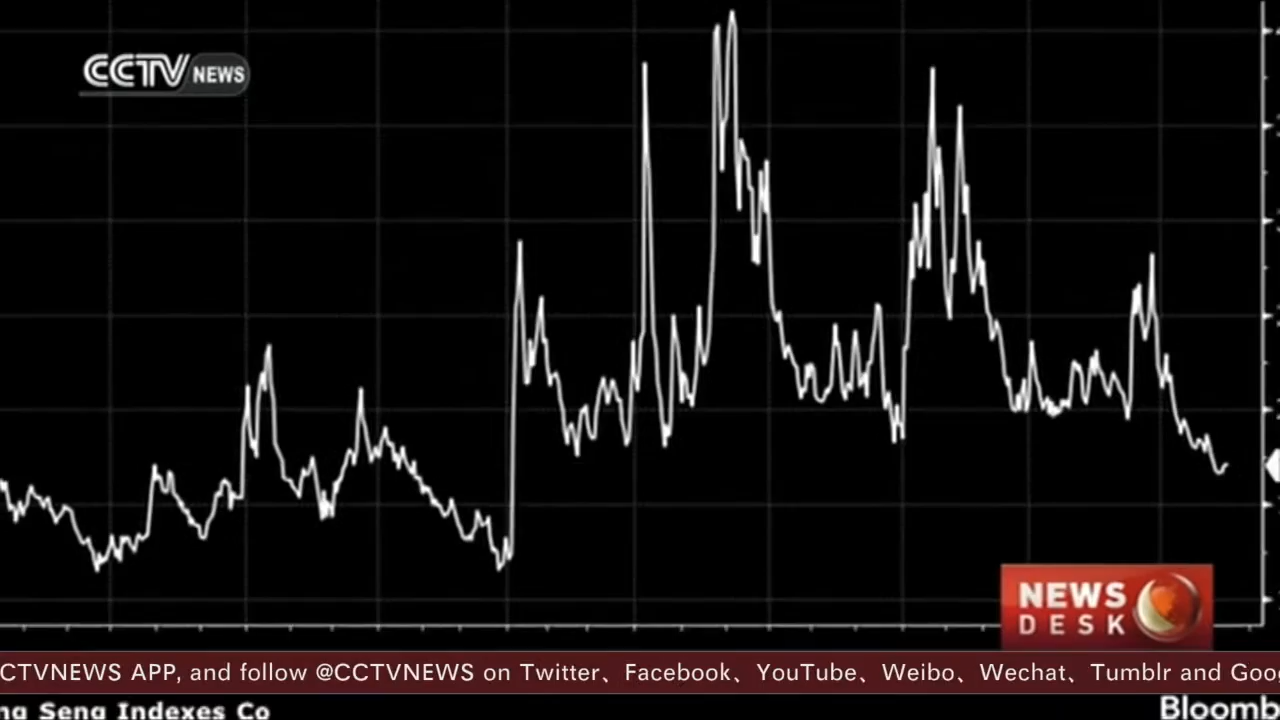 CCTV NEWS
NEWS
DESK
CTVNEWS APP, and follow @CCTVNEWS on Twitter、Facebook、YouTube、Weibo、Wechat、Tumblr and Goog
ng Seng Indexes Co
Bloomb